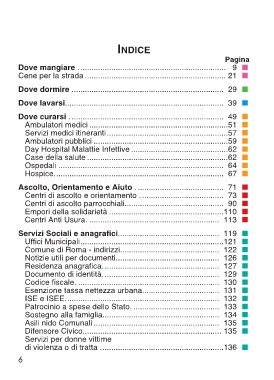 INDICE
Pagina
Dove mangiare ................................................ 9
Cene per la strada ................................................ 21
Dove dormire ................................................ 29
Dove lavarsi ................................................ 39
Dove curarsi ................................................ 49
Ambulatori medici ................................................ 51
Servizi medici itineranti ................................................ 57
Ambulatori pubblici ................................................ 59
Day Hospital Malattie Infettive ................................................ 62
Case della salute ................................................ 62
Ospedali ................................................ 64
Hospice ................................................ 67
Ascolto, Orientamento e Aiuto ................................................ 71
Centri di ascolto e orientamento ................................................ 73
Centri di ascolto parrocchiali ................................................ 90
Empori della solidarietà ................................................ 110
Centri Anti Usura ................................................ 113
Servizi Sociali e anagrafici ................................................ 119
Uffici Municipali ................................................ 121
Comune di Roma - indirizzi ................................................ 122
Notizie utili per documenti ................................................ 126
Residenza anagrafica ................................................ 127
Documento di identità ................................................ 129
Codice fiscale ................................................ 130
Esenzione tassa nettezza urbana ................................................ 131
ISE e ISEE ................................................ 132
Patrocinio a spese dello Stato ................................................ 133
Sostegno alla famiglia ................................................ 134
Asili nido Comunali ................................................ 135
Difensore Civico ................................................ 135
Servizi per donne vittime
di violenza o di tratta ................................................ 136
6